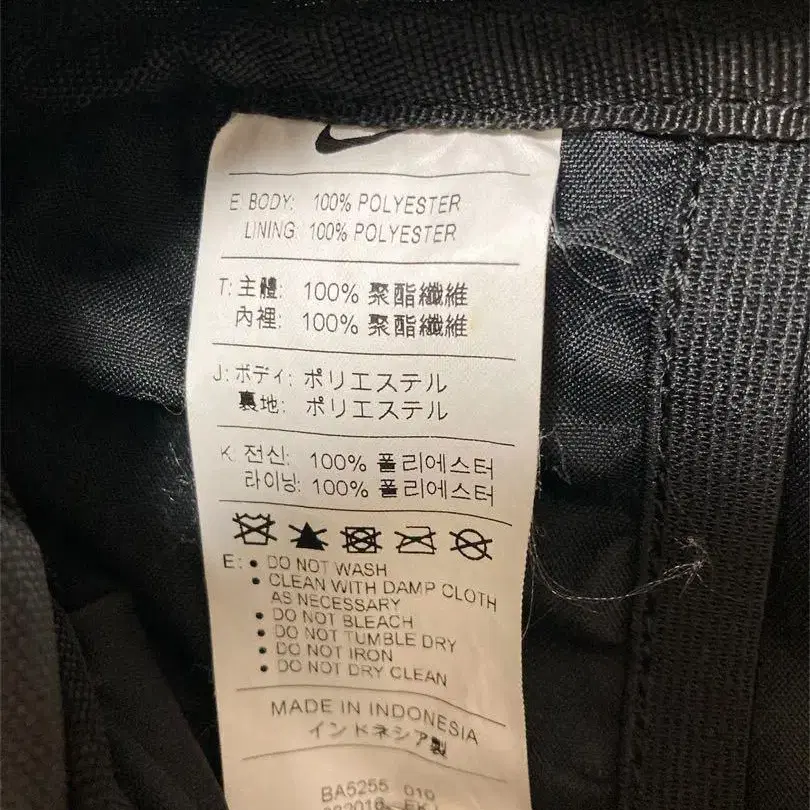 E: BODY: 100% POLYESTER
LINING: 100% POLYESTER
T: 主體: 100% 聚酯纖維
內裡: 100% 聚酯纖維
J: ボディ: ポリエステル
裏地: ポリエステル
K: 전신: 100% 폴리에스터
라이닝: 100% 폴리에스터
E: • DO NOT WASH
• CLEAN WITH DAMP CLOTH
AS NECESSARY
• DO NOT BLEACH
• DO NOT TUMBLE DRY
• DO NOT IRON
• DO NOT DRY CLEAN
MADE IN INDONESIA
インドネシア製
BA5255 010